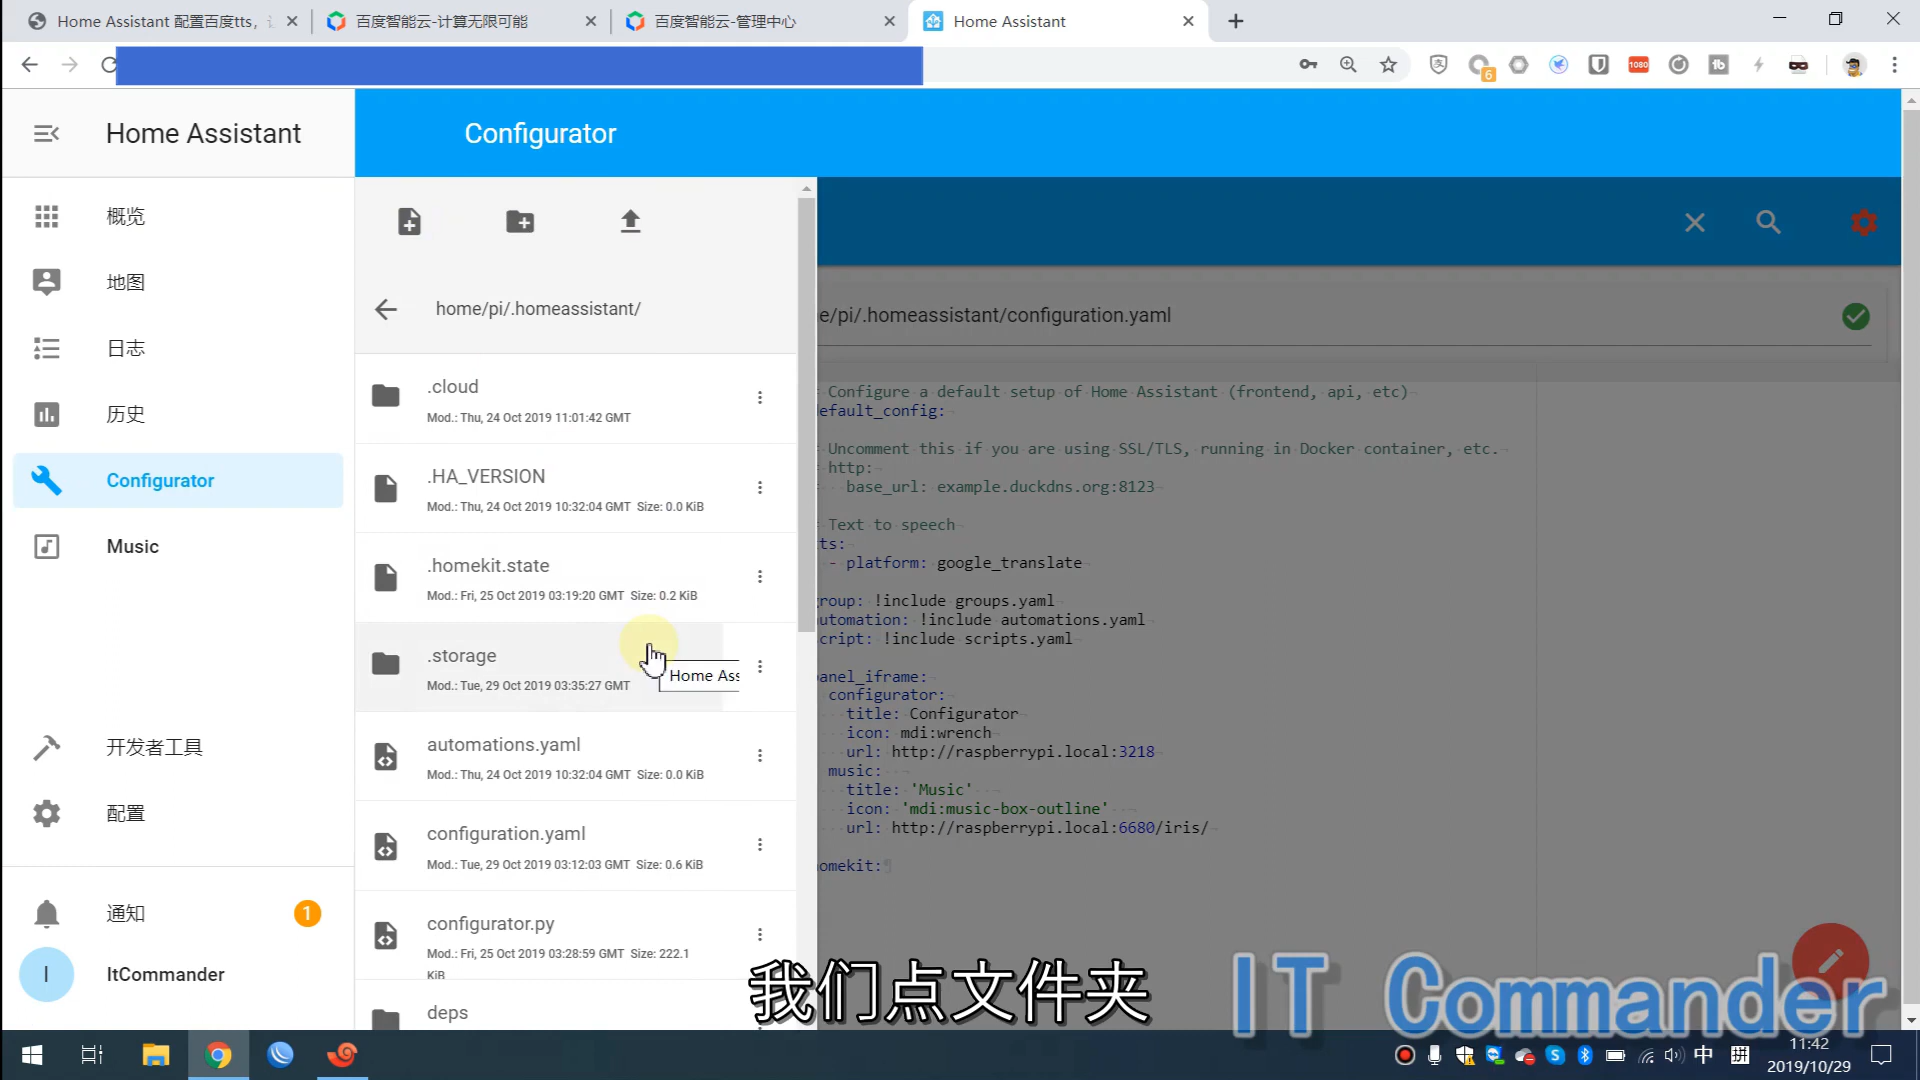 Home Assistant 配置百度tts，
百度智能云-计算无限可能
百度智能云-管理中心
Home Assistant
6
1080
Home Assistant
Configurator
概览
地图
日志
历史
Configurator
Music
开发者工具
配置
通知
1
I
ItCommander
home/pi/.homeassistant/
.cloud
Mod.: Thu, 24 Oct 2019 11:01:42 GMT
.HA_VERSION
Mod.: Thu, 24 Oct 2019 10:32:04 GMT Size: 0.0 KiB
.homekit.state
Mod.: Fri, 25 Oct 2019 03:19:20 GMT Size: 0.2 KiB
.storage
Mod.: Tue, 29 Oct 2019 03:35:27 GMT
Home Ass
automations.yaml
Mod.: Thu, 24 Oct 2019 10:32:04 GMT Size: 0.0 KiB
configuration.yaml
Mod.: Tue, 29 Oct 2019 03:12:03 GMT Size: 0.6 KiB
configurator.py
Mod.: Fri, 25 Oct 2019 03:28:59 GMT Size: 222.1
KiB
deps
e/pi/.homeassistant/configuration.yaml
Configure a default setup of Home Assistant (frontend, api, etc)
efault_config:
Uncomment this if you are using SSL/TLS, running in Docker container, etc.
http:
base_url: example.duckdns.org:8123
Text to speech
ts:
- platform: google_translate
roup: !include groups.yaml
utomation: !include automations.yaml
cript: !include scripts.yaml
anel_iframe:
configurator:
title: Configurator
icon: mdi:wrench
url: http://raspberrypi.local:3218
music:
title: 'Music'
icon: 'mdi:music-box-outline'
url: http://raspberrypi.local:6680/iris/
omekit:
我们点文件夹
IT Commander
中
拼
11:42
2019/10/29